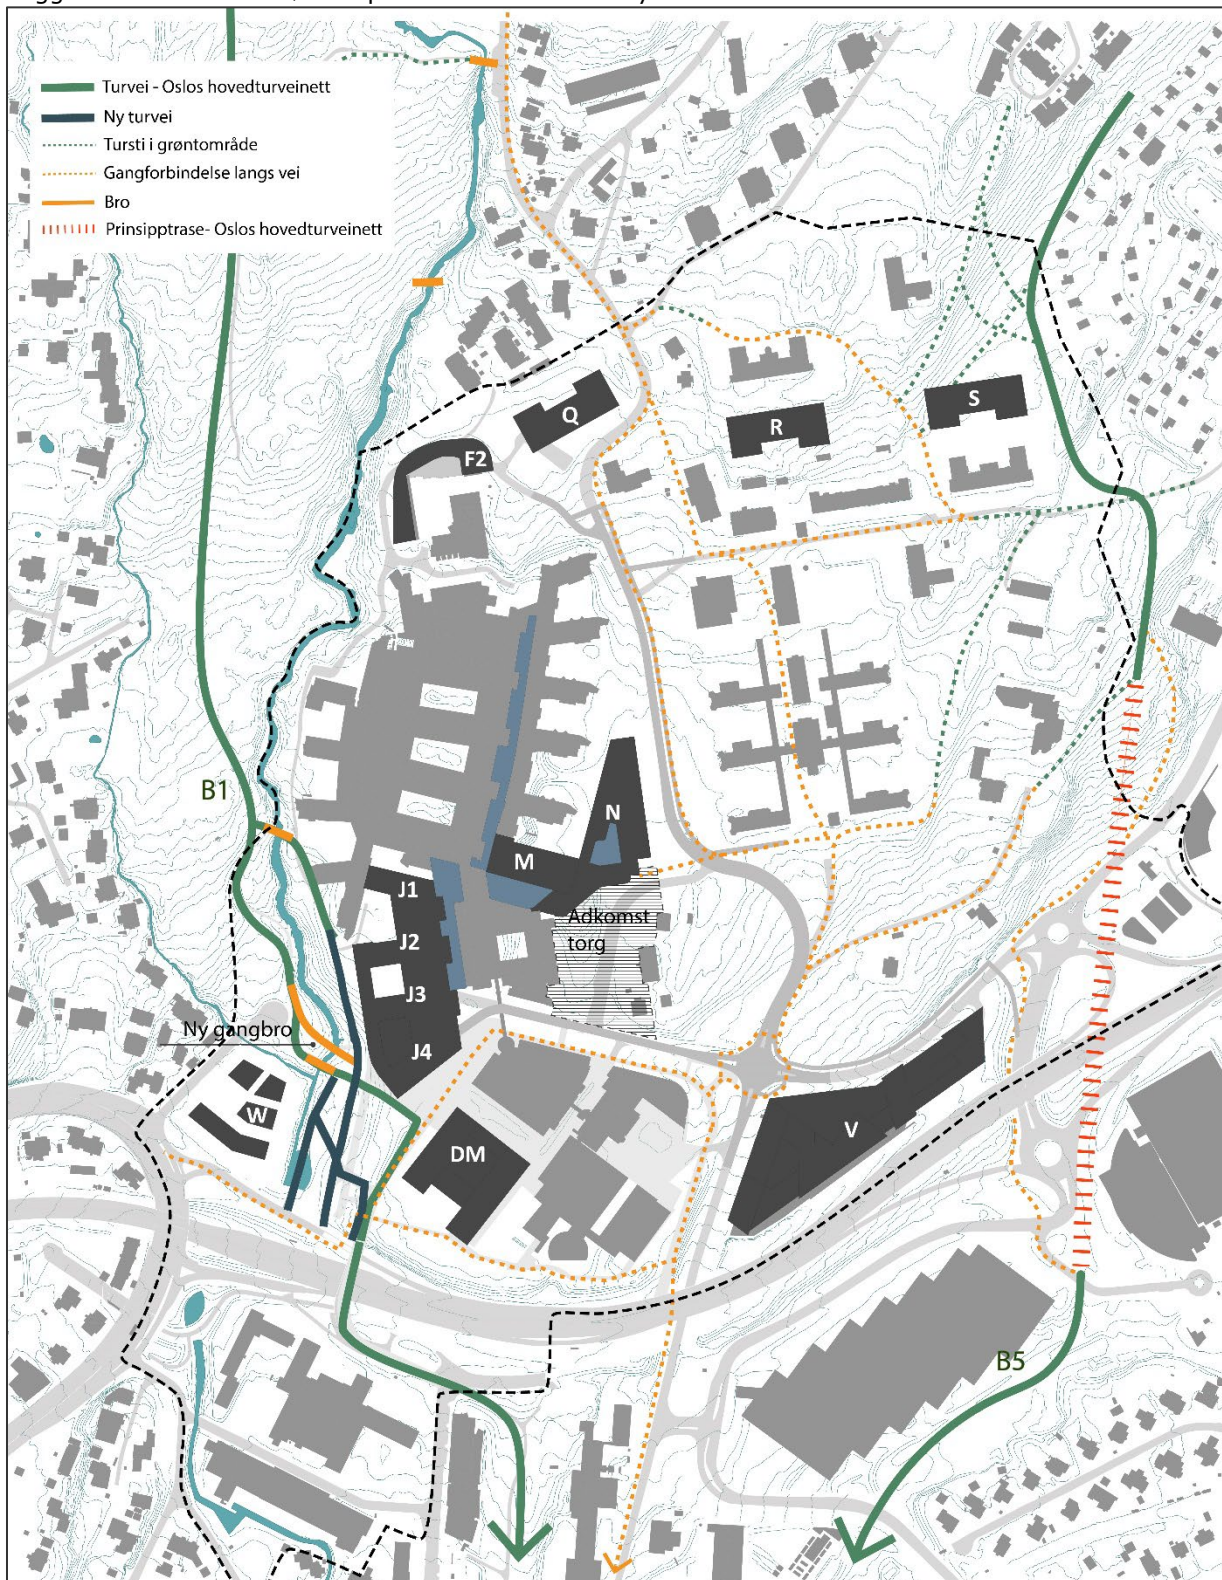 Turvei - Oslos hovedturveinett
Ny turvei
Tursti i grøntområde
Gangforbindelse langs vei
Bro
Prinsipptrase- Oslos hovedturveinett
Q
S
R
F2
B1
N
M
J1
Adkomst
torg
J2
J3
Ny gangbro
J4
W
V
DM
B5